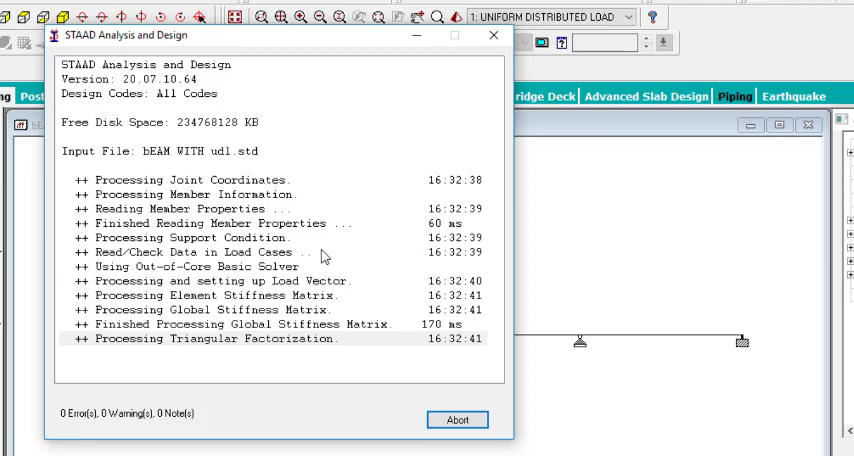 1: UNIFORM DISTRIBUTED LOAD
STAAD Analysis and Design
STAAD Analysis and Design
Version: 20.07.10.64
Design Codes: All Codes
Free Disk Space: 234768128 KB
Input File: bEAM WITH udl.std
++ Processing Joint Coordinates. 16:32:38
++ Processing Member Information.
++ Reading Member Properties ... 16:32:39
++ Finished Reading Member Properties ... 60 ms
++ Processing Support Condition. 16:32:39
++ Read/Check Data in Load Cases ... 16:32:39
++ Using Out-of-Core Basic Solver
++ Processing and setting up Load Vector. 16:32:40
++ Processing Element Stiffness Matrix. 16:32:41
++ Processing Global Stiffness Matrix. 16:32:41
++ Finished Processing Global Stiffness Matrix. 170 ms
++ Processing Triangular Factorization. 16:32:41
0 Error(s), 0 Warning(s), 0 Note(s)
Abort
ng Post
ridge Deck Advanced Slab Design Piping Earthquake